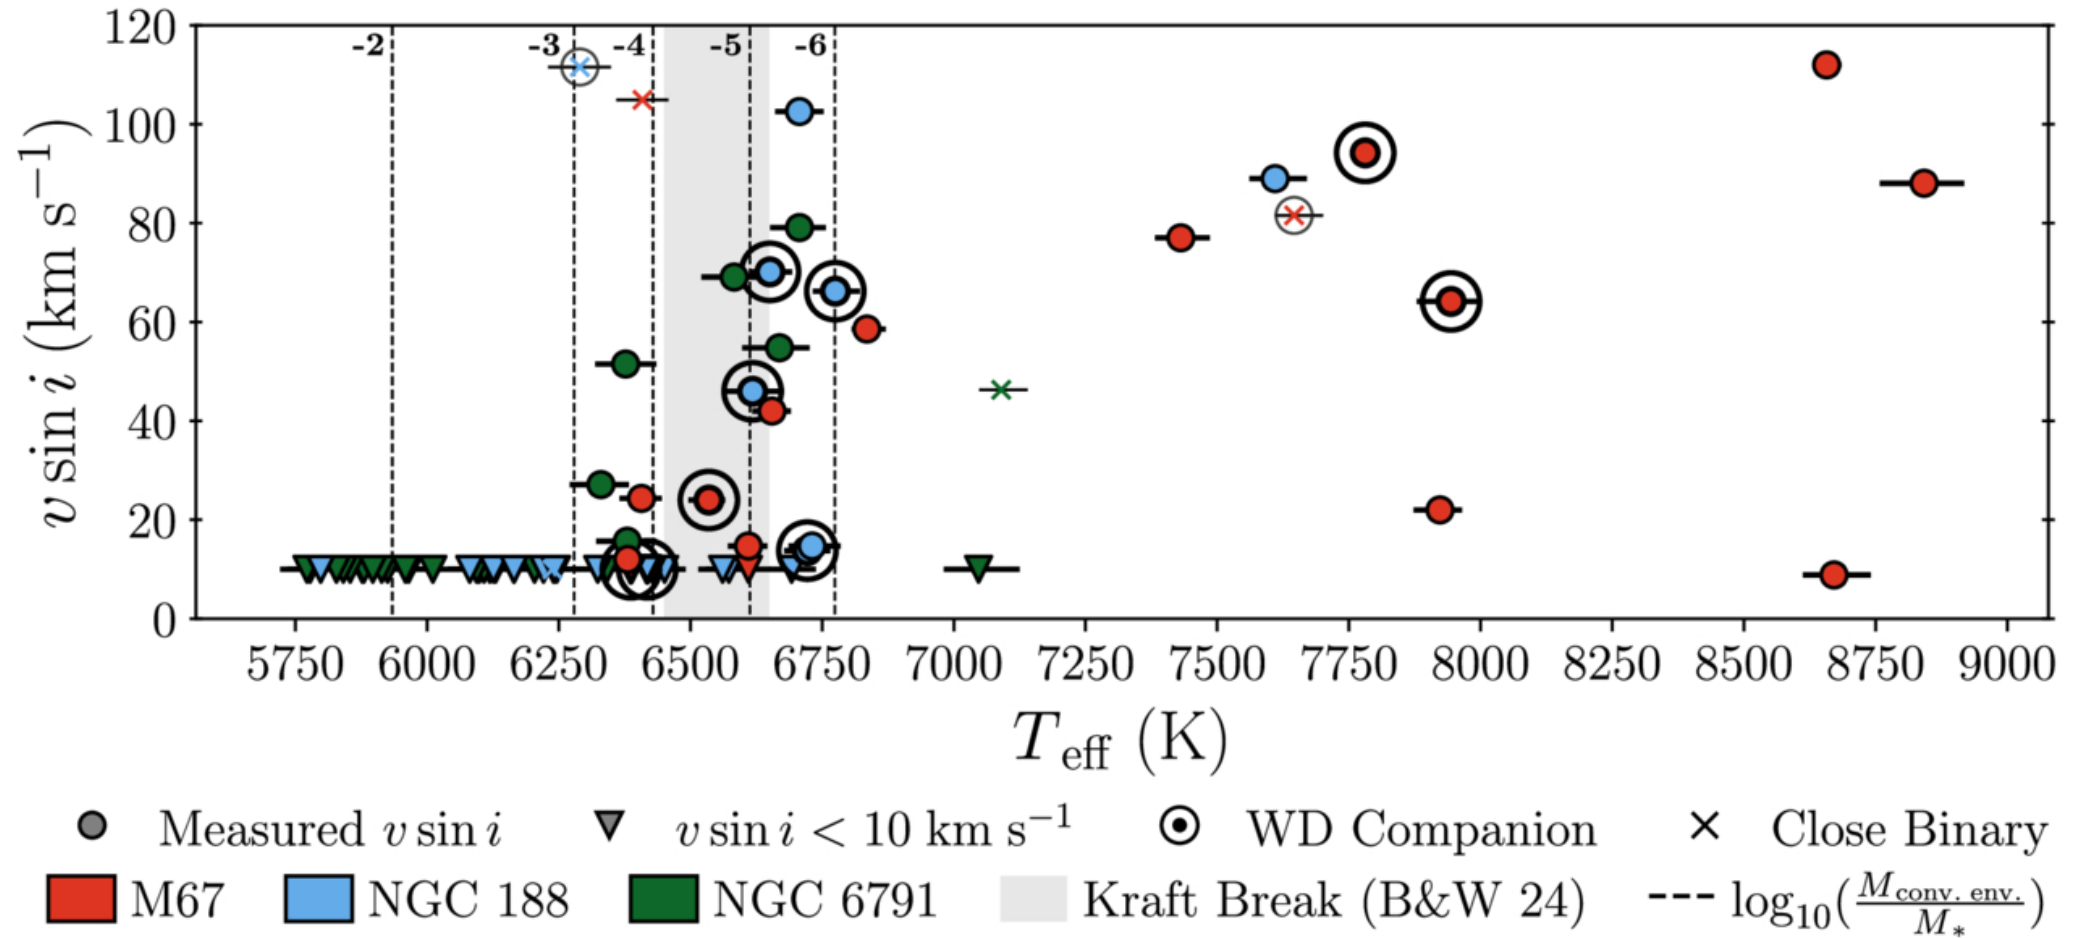 -2 -3 -4 -5 -6
120
100
80
60
40
20
0
v sin i (km s⁻¹)
5750 6000 6250 6500 6750 7000 7250 7500 7750 8000 8250 8500 8750 9000
T_eff (K)
Measured v sin i v sin i < 10 km s⁻¹ WD Companion Close Binary
M67 NGC 188 NGC 6791 Kraft Break (B&W 24) log₁₀(M_conv. env./M_*)